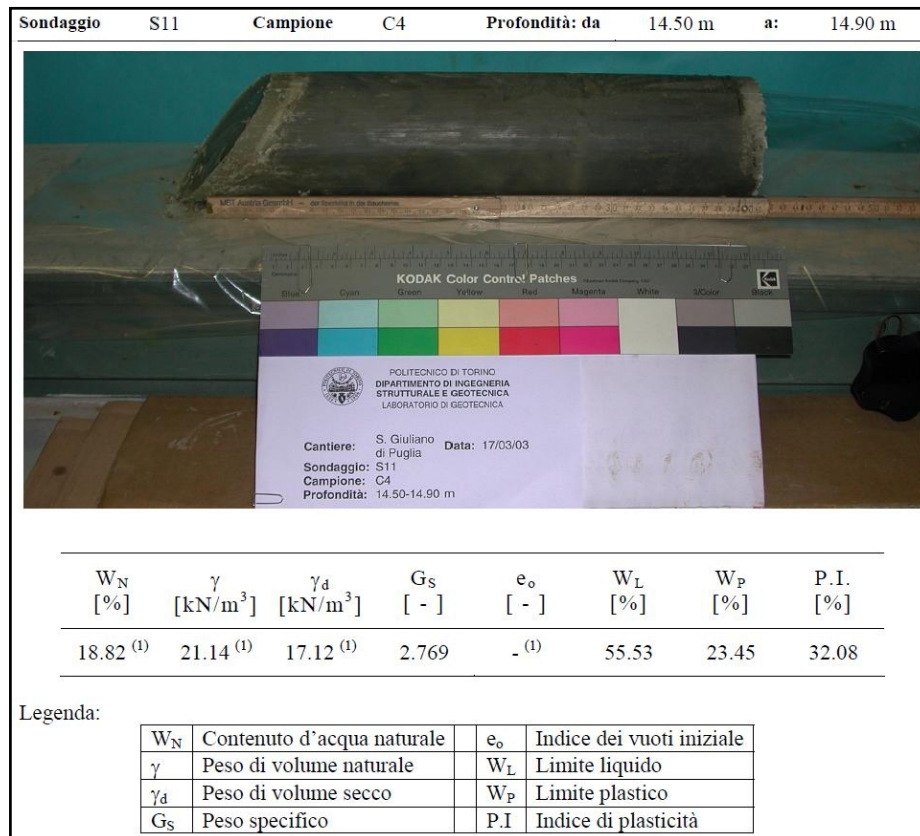 Sondaggio S11 Campione C4 Profondità: da 14.50 m a: 14.90 m
KODAK Color Control Patches
Blue Cyan Green Yellow Red Magenta White 3/Color Black
Kodak
POLITECNICO DI TORINO
DIPARTIMENTO DI INGEGNERIA
STRUTTURALE E GEOTECNICA
LABORATORIO DI GEOTECNICA
Cantiere: S. Giuliano di Puglia Data: 17/03/03
Sondaggio: S11
Campione: C4
Profondità: 14.50-14.90 m
W_N γ γ_d G_S e_o W_L W_P P.I.
[%] [kN/m³] [kN/m³] [ - ] [ - ] [%] [%] [%]
18.82 (1) 21.14 (1) 17.12 (1) 2.769 - (1) 55.53 23.45 32.08
Legenda:
W_N Contenuto d'acqua naturale e_o Indice dei vuoti iniziale
γ Peso di volume naturale W_L Limite liquido
γ_d Peso di volume secco W_P Limite plastico
G_S Peso specifico P.I Indice di plasticità